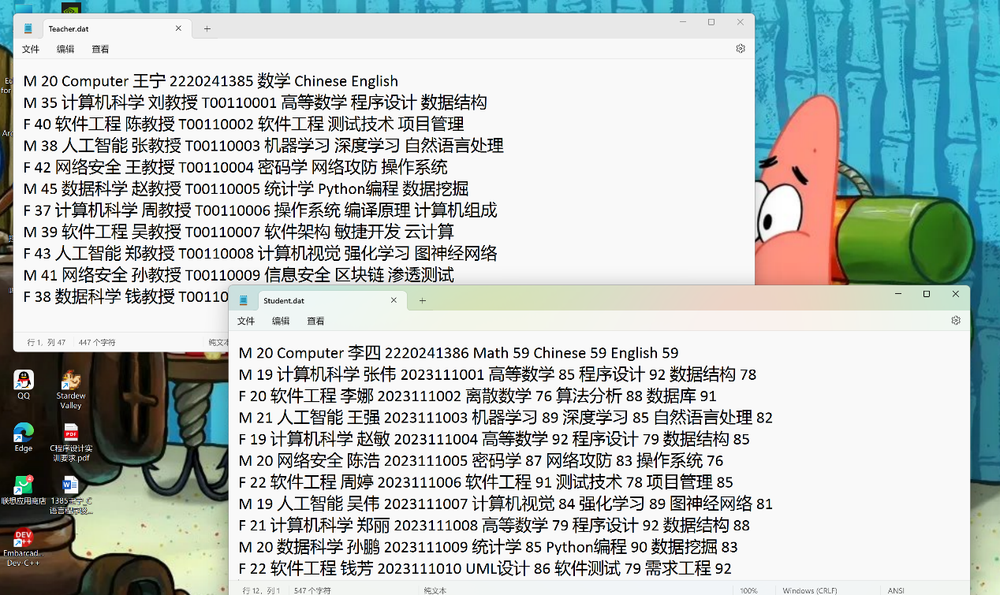 Teacher.dat
文件 编辑 查看
M 20 Computer 王宁 2220241385 数学 Chinese English
M 35 计算机科学 刘教授 T00110001 高等数学 程序设计 数据结构
F 40 软件工程 陈教授 T00110002 软件工程 测试技术 项目管理
M 38 人工智能 张教授 T00110003 机器学习 深度学习 自然语言处理
F 42 网络安全 王教授 T00110004 密码学 网络攻防 操作系统
M 45 数据科学 赵教授 T00110005 统计学 Python编程 数据挖掘
F 37 计算机科学 周教授 T00110006 操作系统 编译原理 计算机组成
M 39 软件工程 吴教授 T00110007 软件架构 敏捷开发 云计算
F 43 人工智能 郑教授 T00110008 计算机视觉 强化学习 图神经网络
M 41 网络安全 孙教授 T00110009 信息安全 区块链 渗透测试
F 38 数据科学 钱教授 T00110
行 1，列 47 447 个字符 纯文本
Student.dat
文件 编辑 查看
M 20 Computer 李四 2220241386 Math 59 Chinese 59 English 59
M 19 计算机科学 张伟 2023111001 高等数学 85 程序设计 92 数据结构 78
F 20 软件工程 李娜 2023111002 离散数学 76 算法分析 88 数据库 91
M 21 人工智能 王强 2023111003 机器学习 89 深度学习 85 自然语言处理 82
F 19 计算机科学 赵敏 2023111004 高等数学 92 程序设计 79 数据结构 85
M 20 网络安全 陈浩 2023111005 密码学 87 网络攻防 83 操作系统 76
F 22 软件工程 周婷 2023111006 软件工程 91 测试技术 78 项目管理 85
M 19 人工智能 吴伟 2023111007 计算机视觉 84 强化学习 89 图神经网络 81
F 21 计算机科学 郑丽 2023111008 高等数学 79 程序设计 92 数据结构 88
M 20 数据科学 孙鹏 2023111009 统计学 85 Python编程 90 数据挖掘 83
F 22 软件工程 钱芳 2023111010 UML设计 86 软件测试 79 需求工程 92
行 12，列 1 547 个字符 纯文本 100% Windows (CRLF) ANSI
QQ
Stardew
Valley
Edge
PDF
C程序设计实
训要求.pdf
4
联想应用商店
W
1385王宁_C
语言程序设...
DEV
Embarcad...
Dev-C++